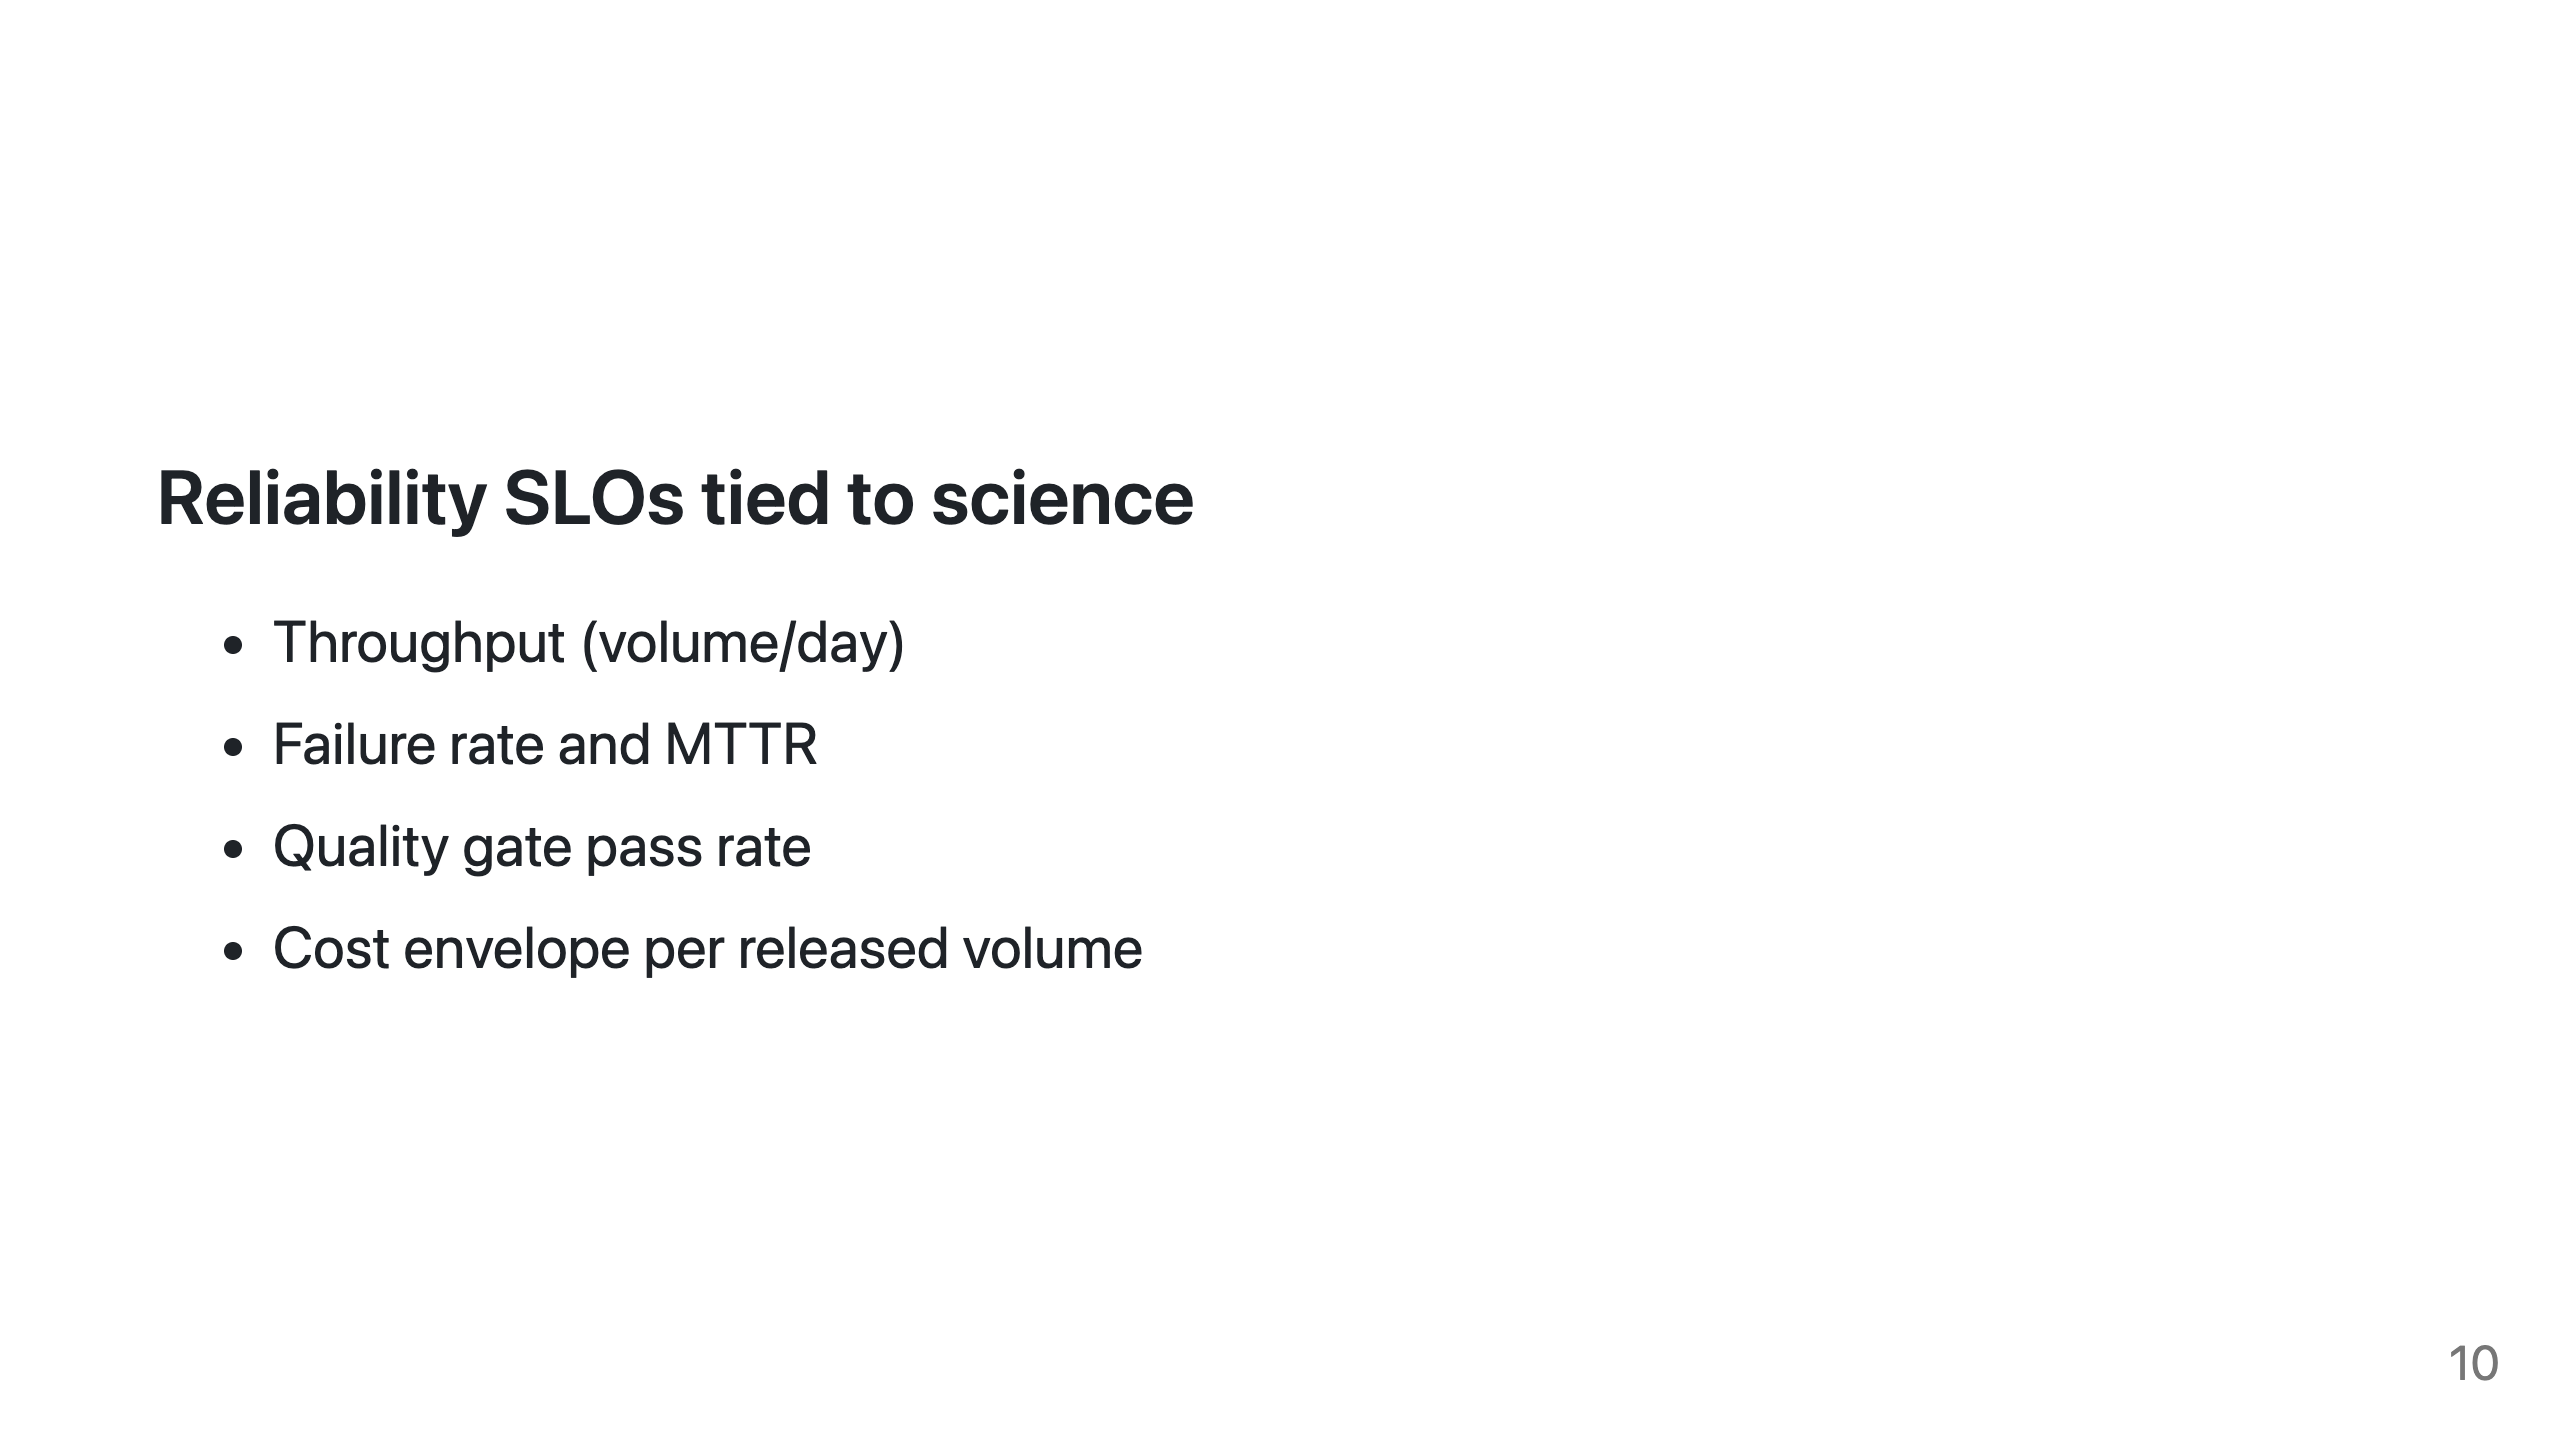 Reliability SLOs tied to science
• Throughput (volume/day)
• Failure rate and MTTR
• Quality gate pass rate
• Cost envelope per released volume
10